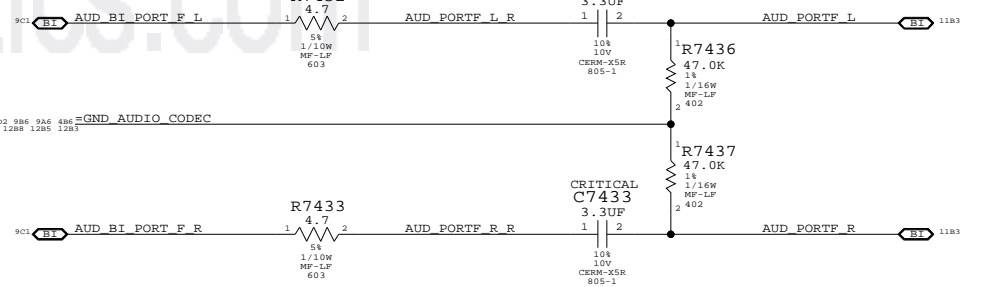 3.3UF
9C1 BI AUD_BI_PORT_F_L 1 4.7 2 AUD_PORTF_L_R 1 2 AUD_PORTF_L BI 11B3
5%
1/10W
MF-LF
603
10%
10V
CERM-X5R
805-1
1
R7436
47.0K
1%
1/16W
MF-LF
402
2
9B6 9A6 4B6 =GND_AUDIO_CODEC
12B8 12B5 12B3
1
R7437
47.0K
1%
1/16W
MF-LF
402
2
CRITICAL
C7433
3.3UF
R7433
4.7
9C1 BI AUD_BI_PORT_F_R 1 2 AUD_PORTF_R_R 1 2 AUD_PORTF_R BI 11B3
5%
1/10W
MF-LF
603
10%
10V
CERM-X5R
805-1